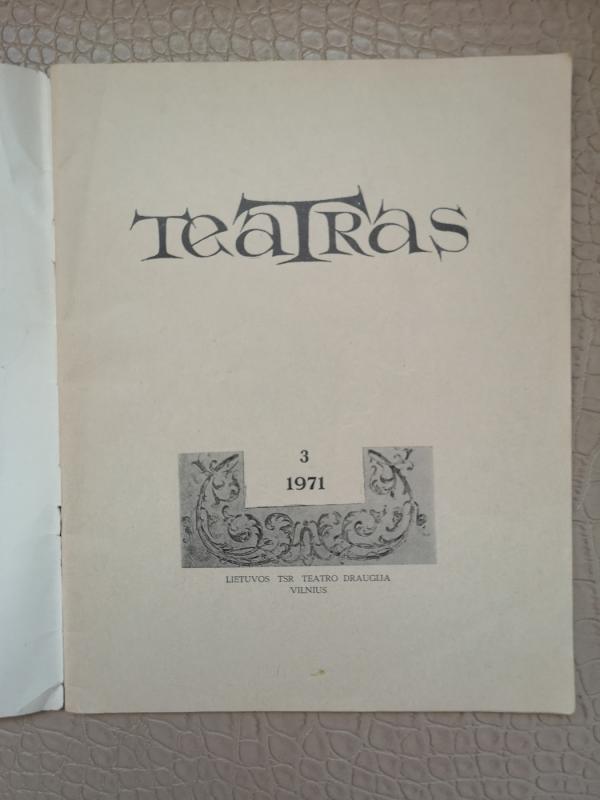 TEATRAS
3
1971
LIETUVOS TSR TEATRO DRAUGIJA
VILNIUS